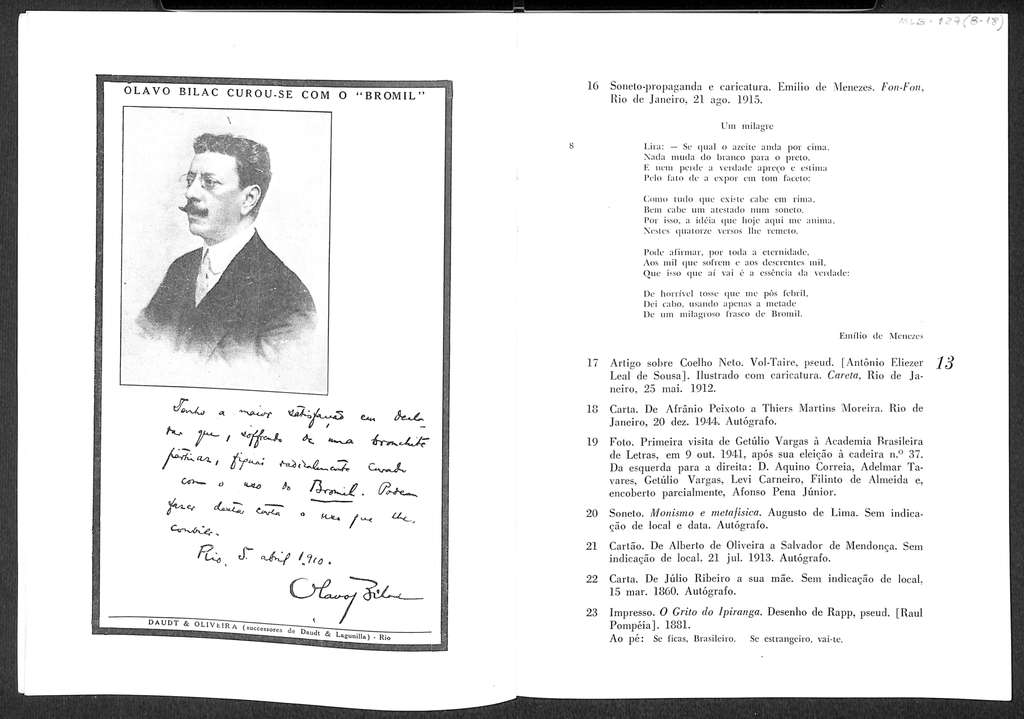 MLB-127(8-18)
OLAVO BILAC CUROU-SE COM O "BROMIL"
Tenho a maior satisfação em decla-
rar que, soffrendo de uma bronchite
fiquei radicalmente curado
com o uso do Bromil. Podem
fazer desta carta o uso que lhes
Rio, 5 abril 1910.
Olavo Bilac
DAUDT & OLIVEIRA (successores de Daudt & Lagunilla) - Rio
16 Soneto-propaganda e caricatura. Emilio de Menezes. Fon-Fon,
Rio de Janeiro, 21 ago. 1915.
Um milagre
8 Lira: — Se qual o azeite anda por cima,
Nada muda do branco para o preto,
E nem perde a verdade apreço e estima
Pelo fato de a expor em tom faceto;
Como tudo que existe cabe em rima,
Bem cabe um atestado num soneto.
Por isso, a idéia que hoje aqui me anima,
Nestes quatorze versos lhe remeto.
Pode afirmar, por toda a eternidade,
Aos mil que sofrem e aos descrentes mil,
Que isso que aí vai é a essência da verdade:
De horrível tosse que me pôs febril,
Dei cabo, usando apenas a metade
De um milagroso frasco de Bromil.
Emílio de Menezes
17 Artigo sobre Coelho Neto. Vol-Taire, pseud. [Antônio Eliezer
Leal de Sousa]. Ilustrado com caricatura. Careta, Rio de Ja-
neiro, 25 mai. 1912.
13
18 Carta. De Afrânio Peixoto a Thiers Martins Moreira. Rio de
Janeiro, 20 dez. 1944. Autógrafo.
19 Foto. Primeira visita de Getúlio Vargas à Academia Brasileira
de Letras, em 9 out. 1941, após sua eleição à cadeira n.º 37.
Da esquerda para a direita: D. Aquino Correia, Adelmar Ta-
vares, Getúlio Vargas, Levi Carneiro, Filinto de Almeida e,
encoberto parcialmente, Afonso Pena Júnior.
20 Soneto. Monismo e metafísica. Augusto de Lima. Sem indica-
ção de local e data. Autógrafo.
21 Cartão. De Alberto de Oliveira a Salvador de Mendonça. Sem
indicação de local, 21 jul. 1913. Autógrafo.
22 Carta. De Júlio Ribeiro a sua mãe. Sem indicação de local,
15 mar. 1860. Autógrafo.
23 Impresso. O Grito do Ipiranga. Desenho de Rapp, pseud. [Raul
Pompéia]. 1881.
Ao pé: Se ficas, Brasileiro. Se estrangeiro, vai-te.